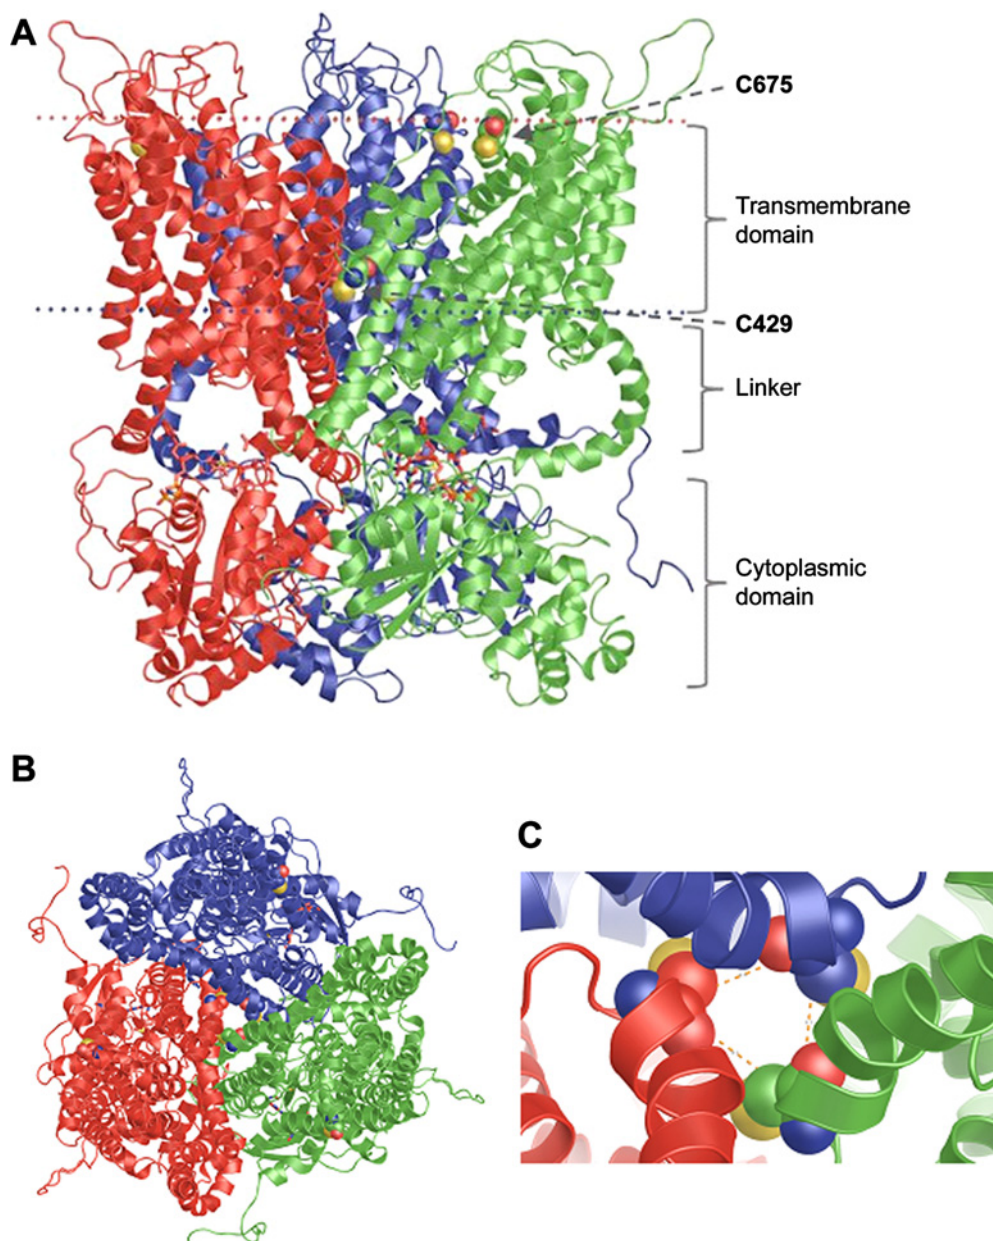 A
C675
Transmembrane
domain
C429
Linker
Cytoplasmic
domain
B
C